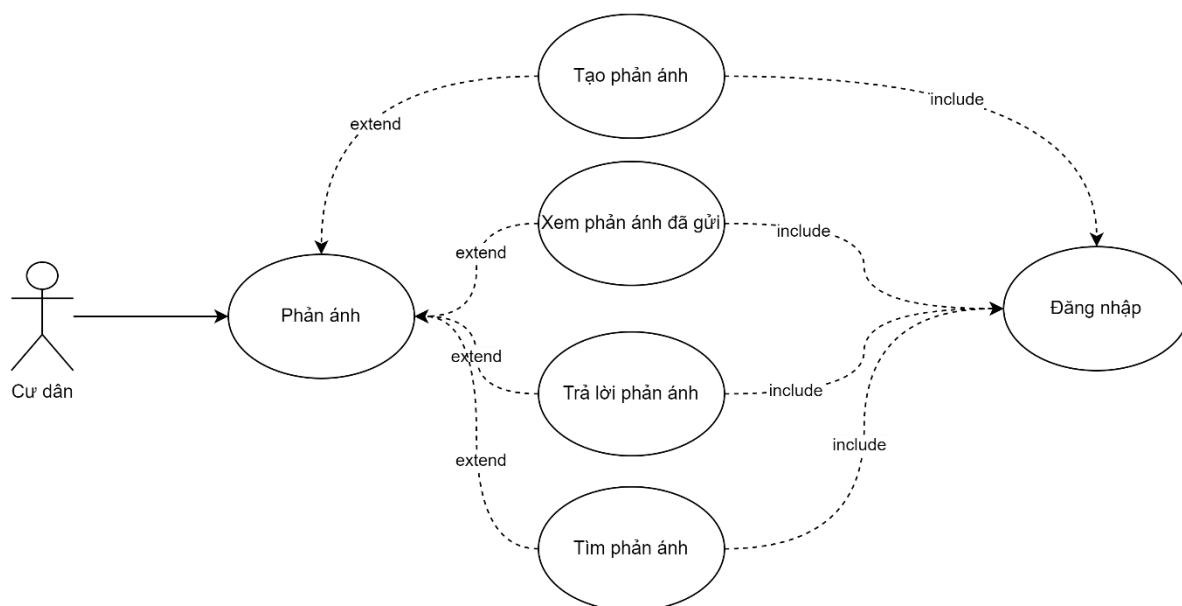 Tạo phản ánh
include
extend
Xem phản ánh đã gửi
extend
include
Phản ánh
Đăng nhập
extend
Trả lời phản ánh
include
Cư dân
extend
include
Tìm phản ánh